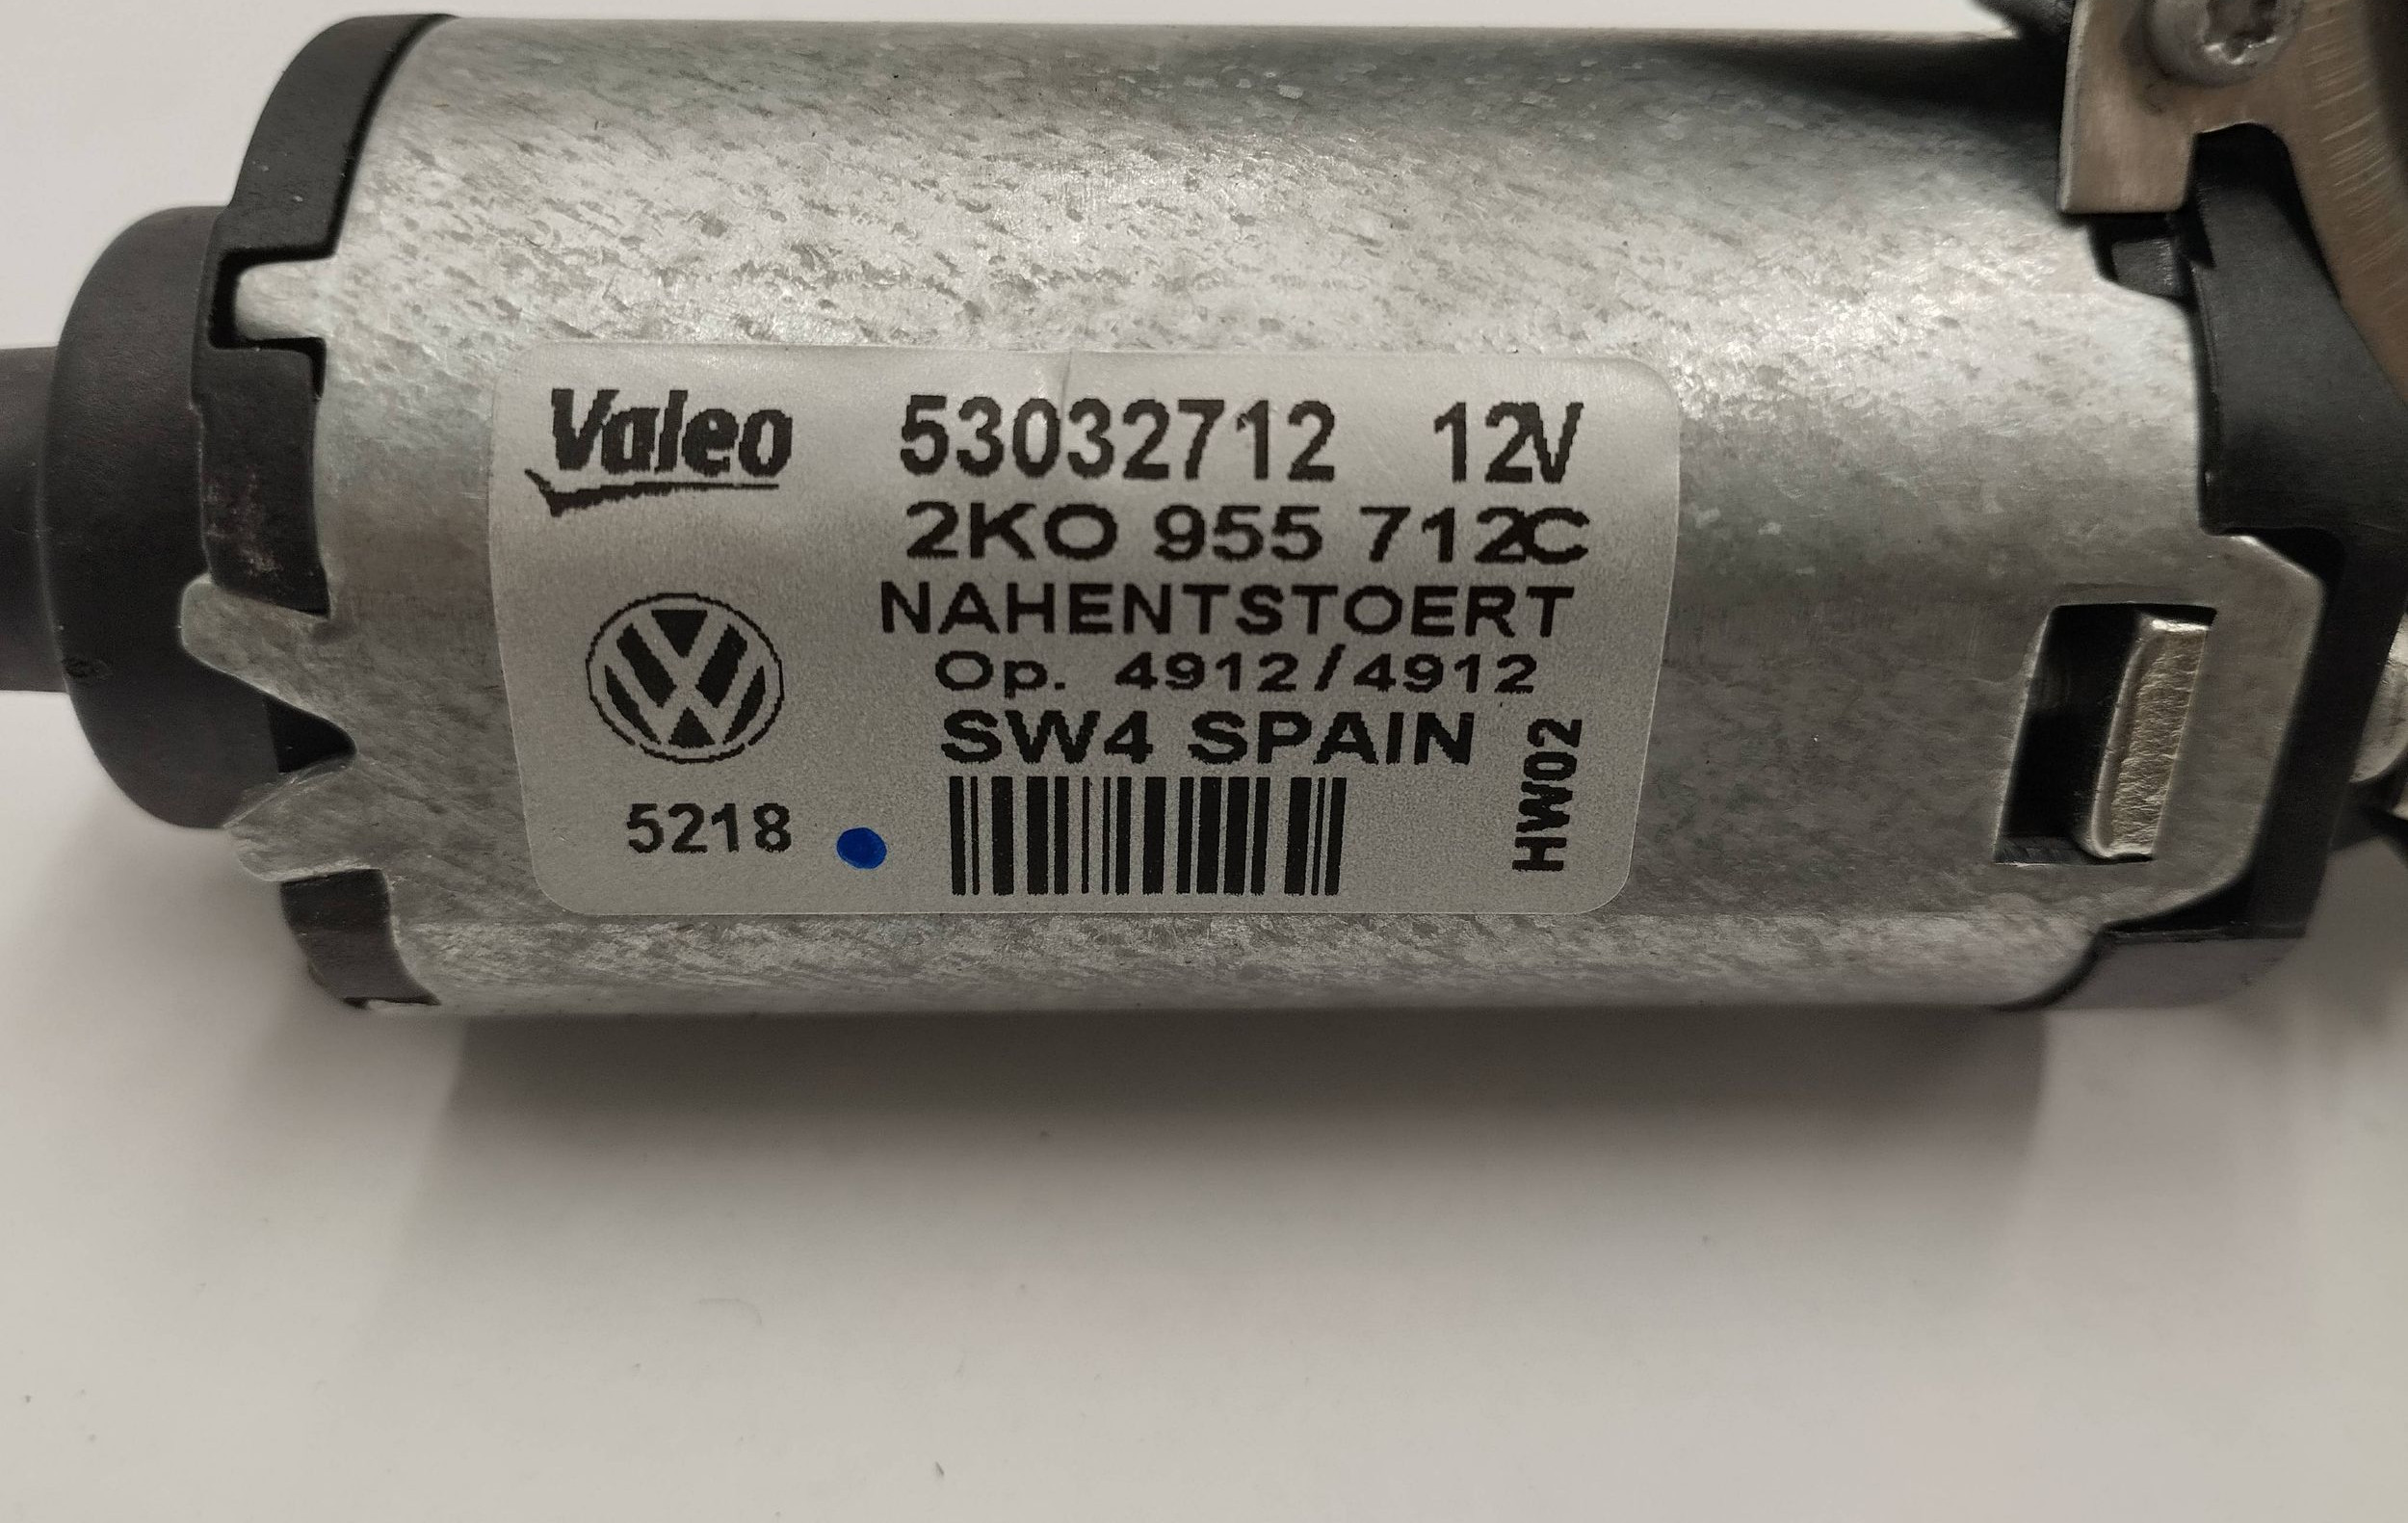 Valeo 53032712 12V
2KO 955 712C
NAHENTSTOERT
Op. 4912/4912
SW4 SPAIN
HW02
5218